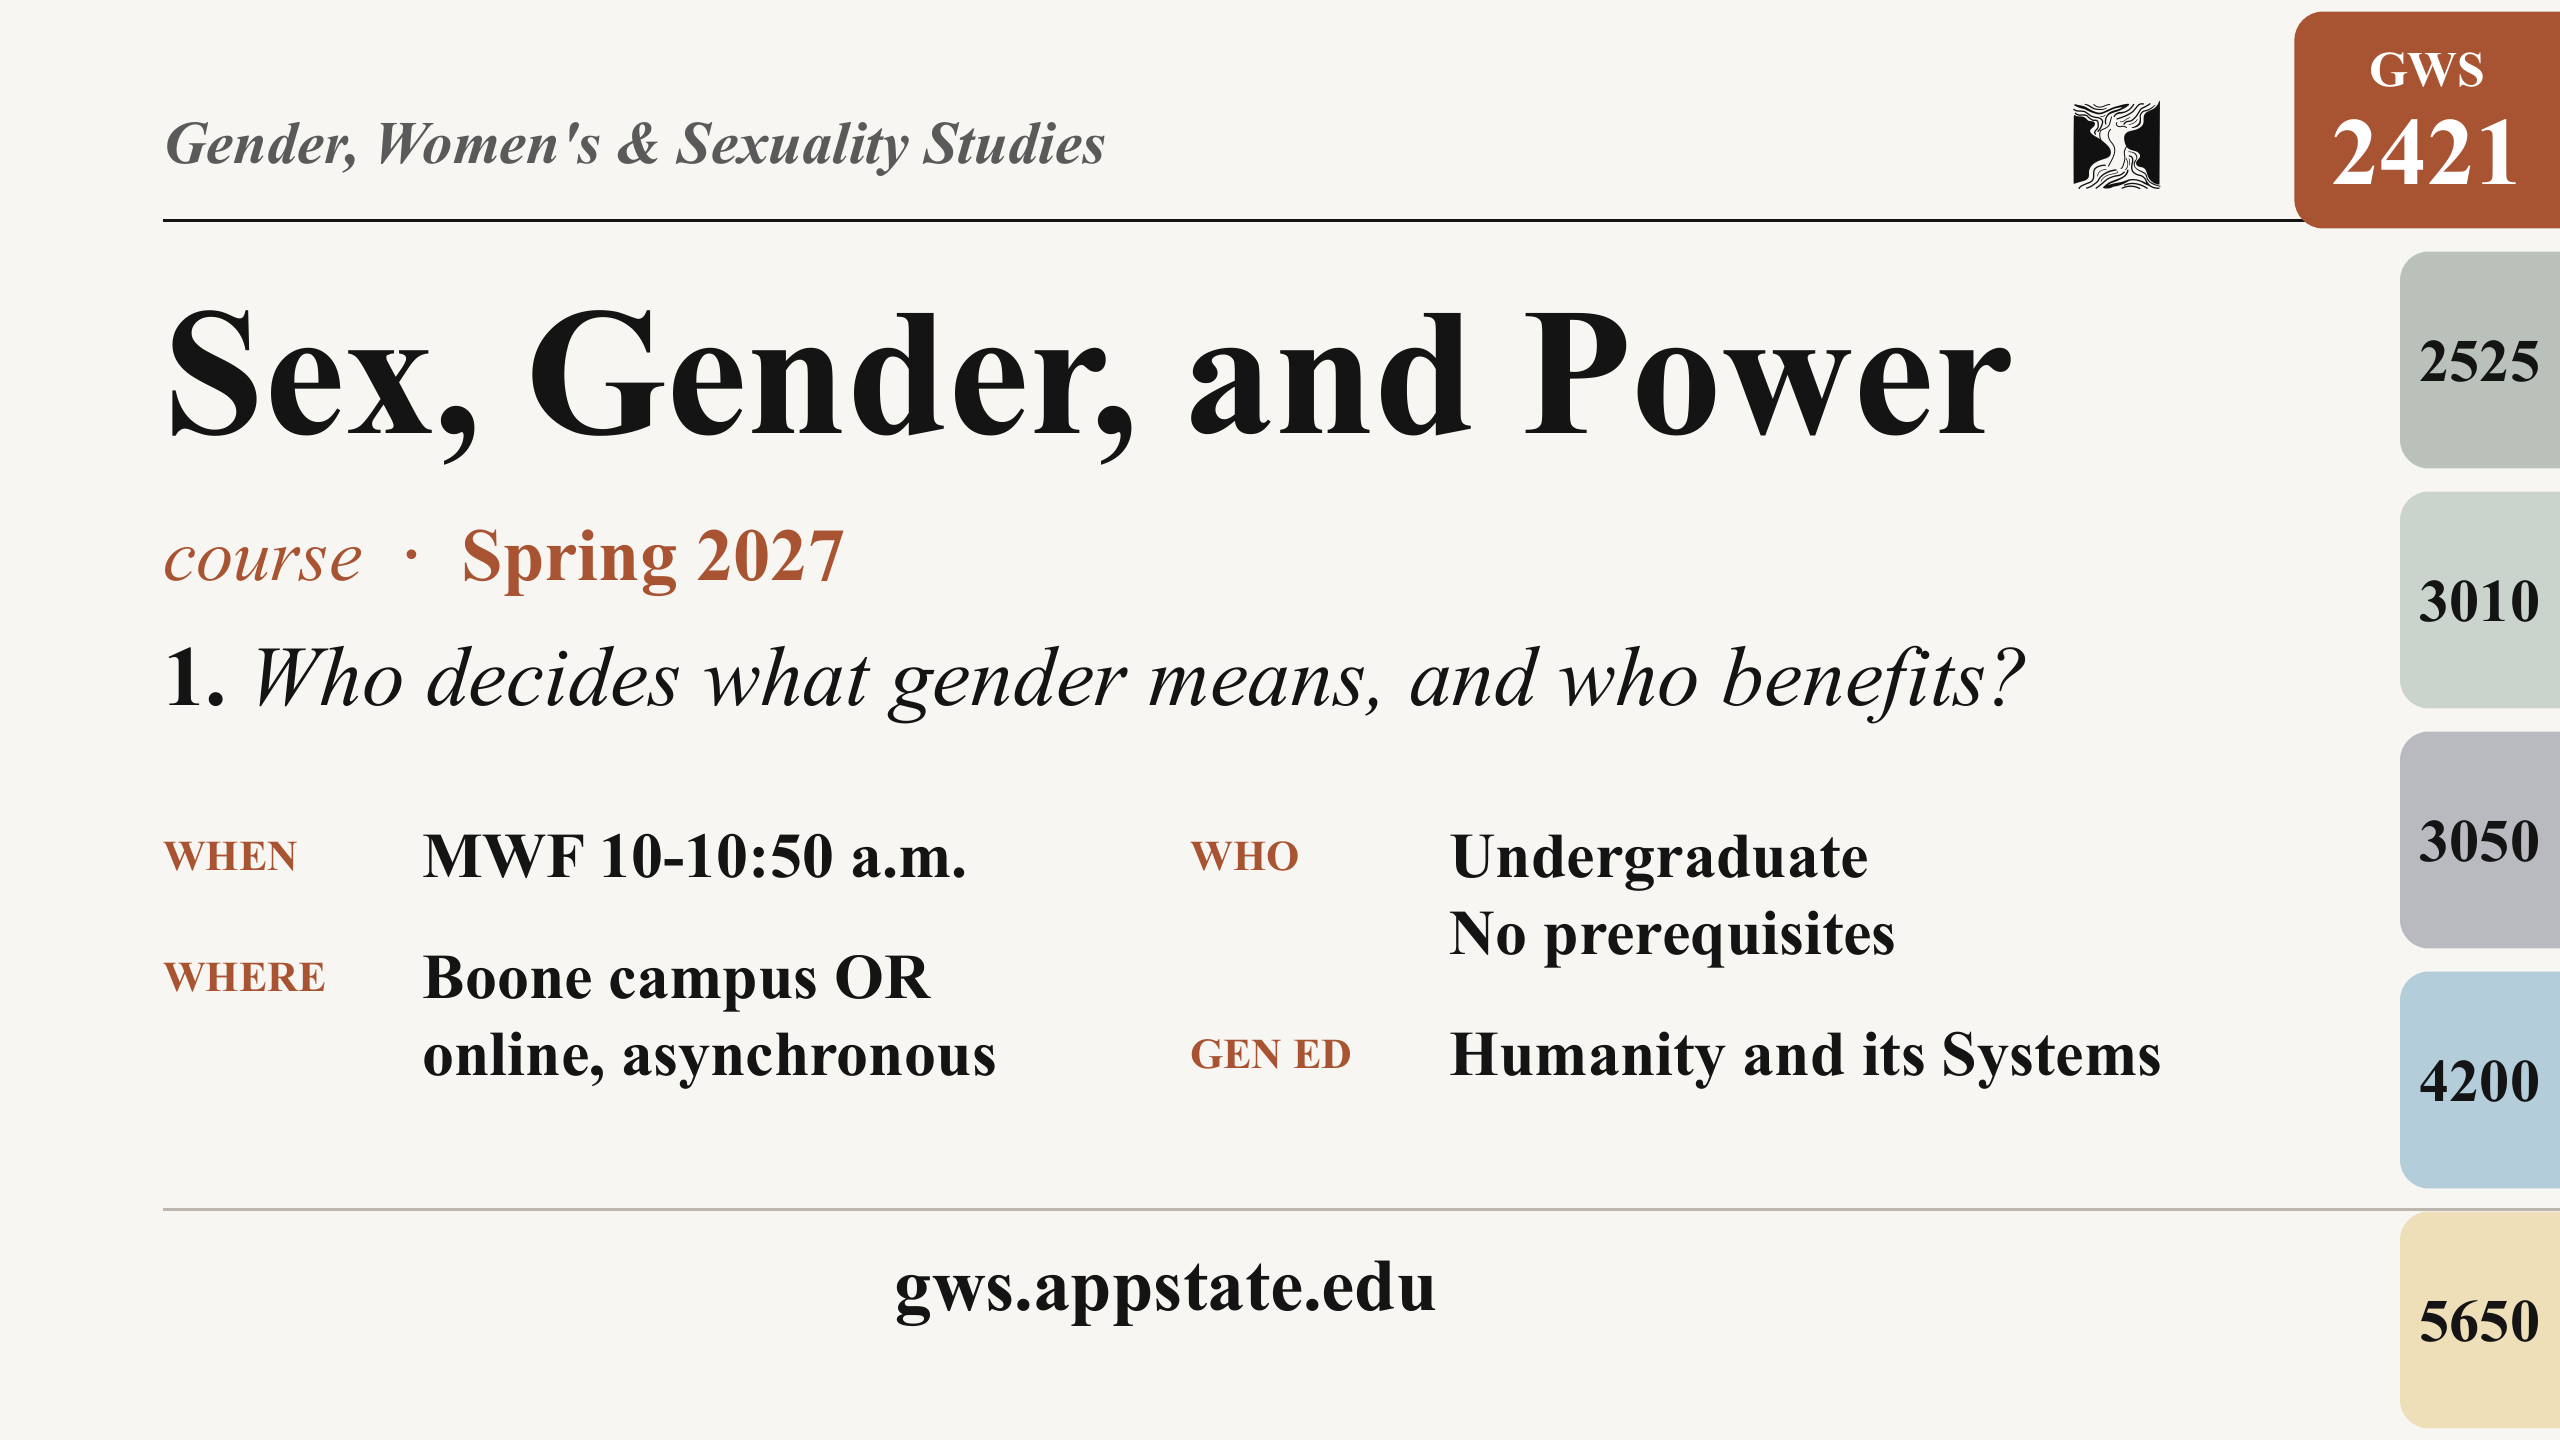 Gender, Women's & Sexuality Studies
GWS
2421
Sex, Gender, and Power
course · Spring 2027
1. Who decides what gender means, and who benefits?
WHEN MWF 10-10:50 a.m.
WHERE Boone campus OR
online, asynchronous
WHO Undergraduate
No prerequisites
GEN ED Humanity and its Systems
gws.appstate.edu
2525
3010
3050
4200
5650